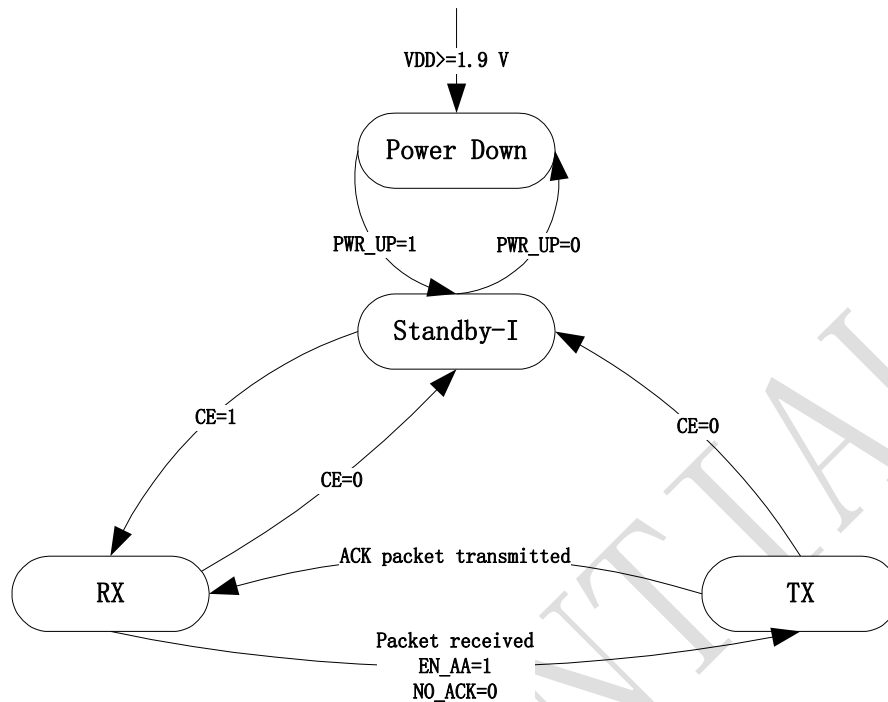 VDD>=1.9 V
Power Down
PWR_UP=1
PWR_UP=0
Standby-I
CE=1
CE=0
CE=0
ACK packet transmitted
RX
TX
Packet received
EN_AA=1
NO_ACK=0